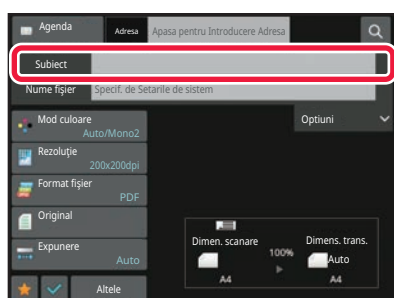 Agenda
Adresa
Apasa pentru Introducere Adresa
Subiect
Nume fișier
Specif. de Setarile de sistem
Mod culoare
Auto/Mono2
Optiuni
Rezoluție
200x200dpi
Format fișier
PDF
Original
Expunere
Auto
Altele
Dimen. scanare
A4
100%
Dimens. trans.
Auto
A4